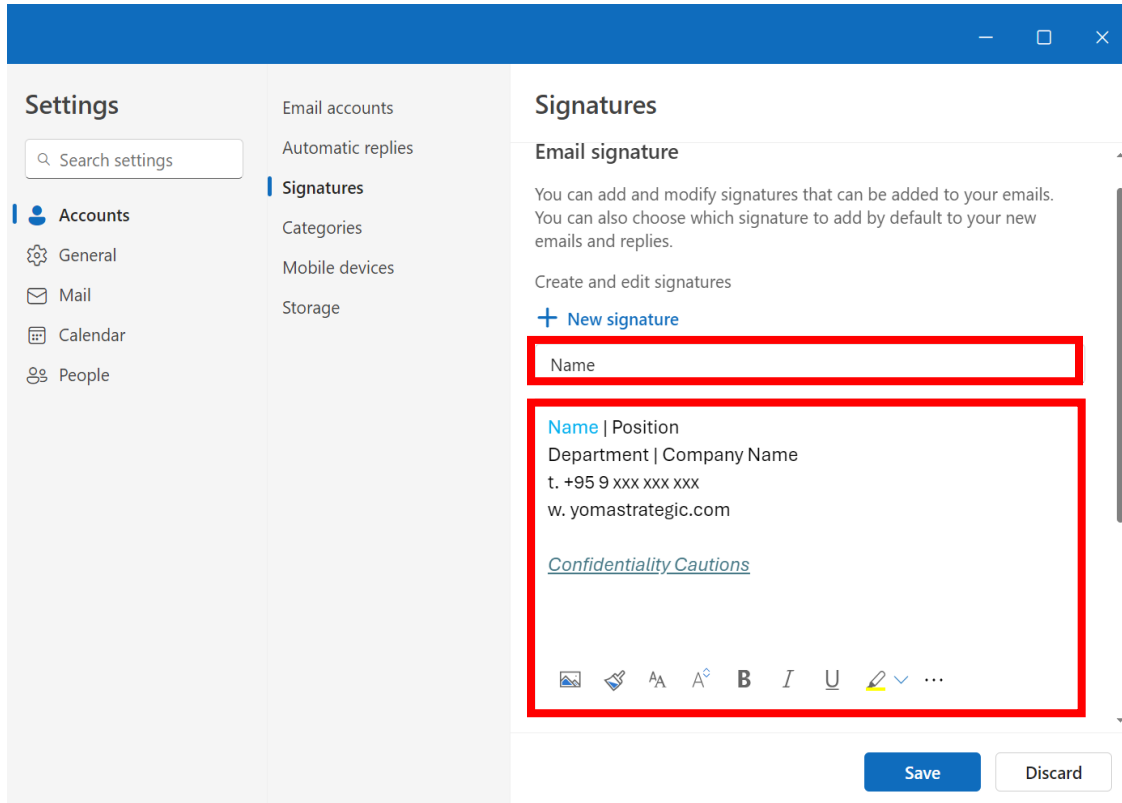 Settings
Search settings
Accounts
General
Mail
Calendar
People
Email accounts
Automatic replies
Signatures
Categories
Mobile devices
Storage
Signatures
Email signature
You can add and modify signatures that can be added to your emails.
You can also choose which signature to add by default to your new
emails and replies.
Create and edit signatures
New signature
Name
Name | Position
Department | Company Name
t. +95 9 xxx xxx xxx
w. yomastrategic.com
Confidentiality Cautions
Save
Discard